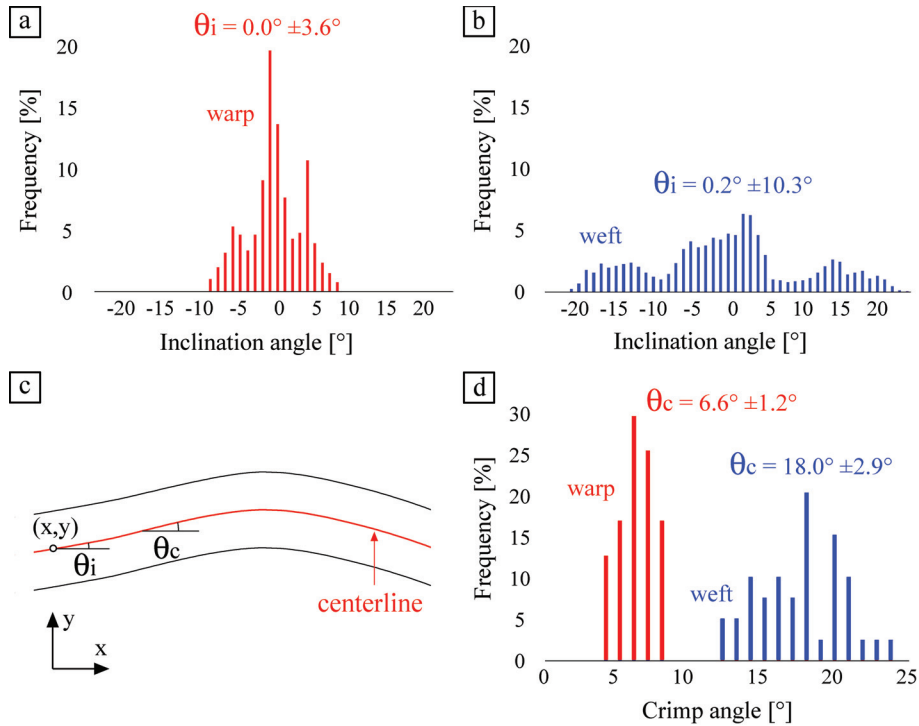 a
θi = 0.0° ±3.6°
warp
Frequency [%]
20
15
10
5
0
-20 -15 -10 -5 0 5 10 15 20
Inclination angle [°]
b
θi = 0.2° ±10.3°
weft
Frequency [%]
20
15
10
5
0
-20 -15 -10 -5 0 5 10 15 20
Inclination angle [°]
c
(x,y)
θi
θc
centerline
y
x
d
θc = 6.6° ±1.2°
θc = 18.0° ±2.9°
warp
weft
Frequency [%]
30
25
20
15
10
5
0
0 5 10 15 20 25
Crimp angle [°]